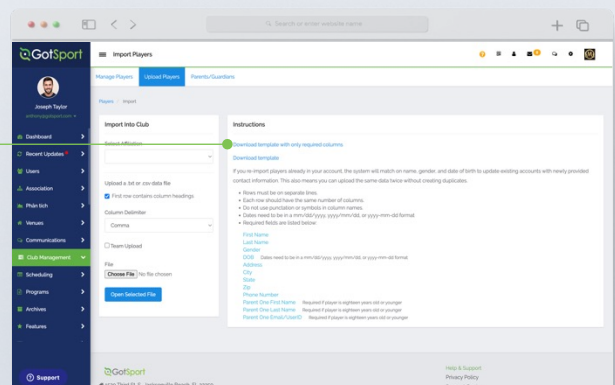 Search or enter website name
GotSport
Import Players
Manage Players
Upload Players
Parents/Guardians
Joseph Taylor
Players / Import
Import Into Club
Select Affiliation
Upload a .txt or .csv data file
First row contains column headings
Column Delimiter
Comma
Team Upload
File
Choose File No file chosen
Open Selected File
Instructions
Download template with only required columns
Download template
If you re import players already in your account, the system will match on name, gender, and date of birth to update existing accounts with newly provided
contact information. This also means you can upload the same data twice without creating duplicates.
Rows must be on separate lines.
Each row should have the same number of columns.
Do not use punctuation or symbols in column names.
Dates need to be in a mm/dd/yyyy, yyyy/mm/dd, or yyyy-mm-dd format
Required fields are listed below:
First Name
Last Name
Gender
DOB Dates need to be in a mm/dd/yyyy, yyyy/mm/dd, or yyyy-mm-dd format
Address
City
State
Zip
Phone Number
Parent One First Name Required if player is eighteen years old or younger
Parent One Last Name Required if player is eighteen years old or younger
Parent One Email/UserID Required if player is eighteen years old or younger
Dashboard
Recent Updates
Users
Association
Phân tích
Venues
Communications
Club Management
Scheduling
Programs
Archives
Features
Support
GotSport
Help & Support
Privacy Policy